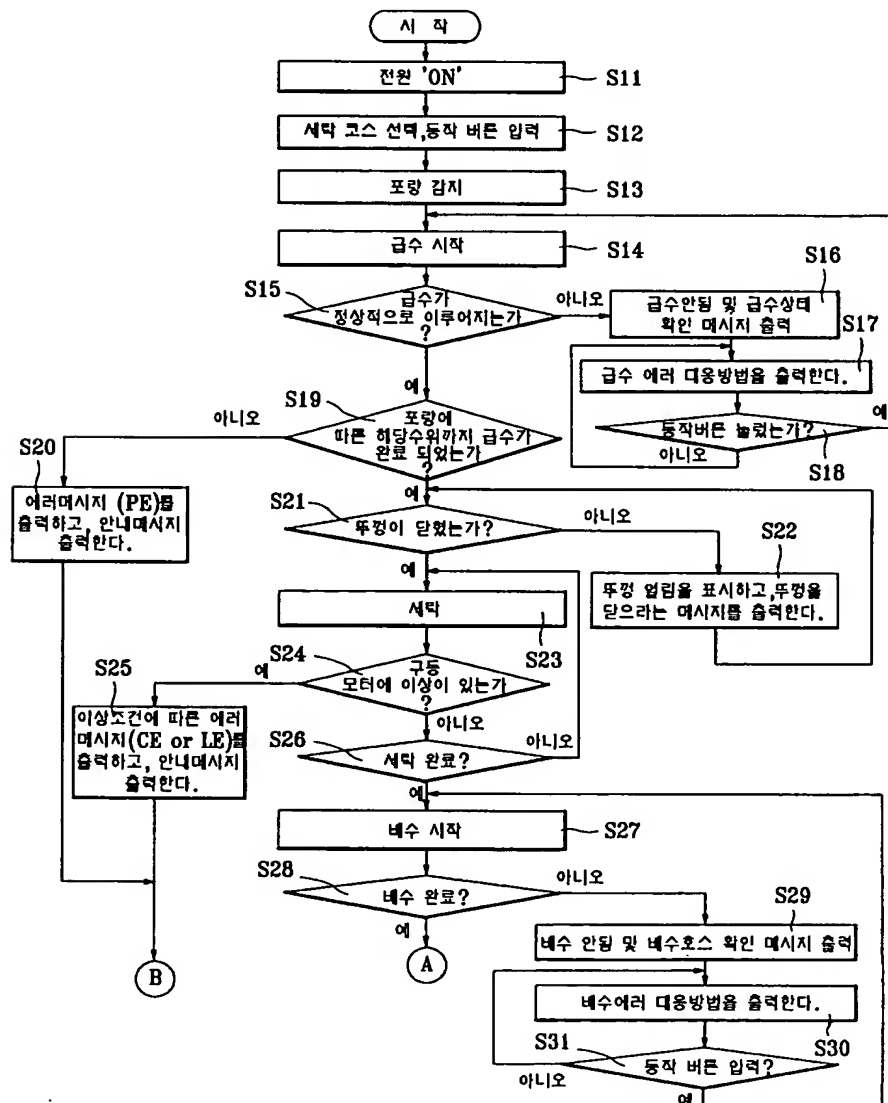 시 작
전원 'ON'
S11
세탁 코스 선택,동작 버튼 입력
S12
포량 감지
S13
급수 시작
S14
S15
급수가
정상적으로 이루어지는가
?
아니오
예
S16
급수안됨 및 급수상태
확인 메시지 출력
S17
급수 에러 대응방법을 출력한다.
동작버튼 눌렀는가?
예
아니오
S18
S19
포량에
따른 해당수위까지 급수가
완료 되었는가
?
아니오
예
S20
에러메시지 (PE)를
출력하고, 안내메시지
출력한다.
S21
뚜껑이 닫혔는가?
아니오
예
S22
뚜껑 열림을 표시하고,뚜껑을
닫으라는 메시지를 출력한다.
세탁
S23
S24
구동
모터에 이상이 있는가
?
예
아니오
S25
이상조건에 따른 에러
메시지(CE or LE)를
출력하고, 안내메시지
출력한다.
S26
세탁 완료?
아니오
예
배수 시작
S27
S28
배수 완료?
아니오
예
S29
배수 안됨 및 배수호스 확인 메시지 출력
B
A
배수에러 대응방법을 출력한다.
S30
S31
동작 버튼 입력?
아니오
예